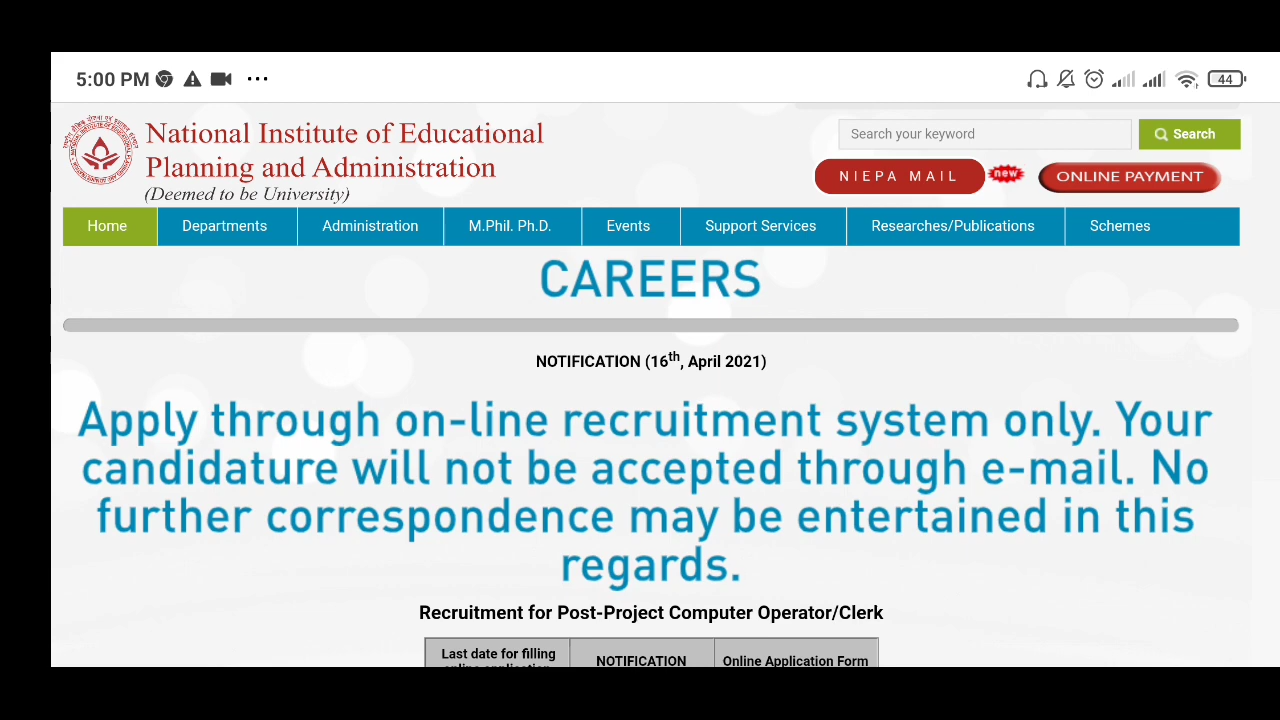 5:00 PM
44
National Institute of Educational
Planning and Administration
(Deemed to be University)
Search your keyword
Search
NIEPA MAIL
new
ONLINE PAYMENT
Home
Departments
Administration
M.Phil. Ph.D.
Events
Support Services
Researches/Publications
Schemes
CAREERS
NOTIFICATION (16th, April 2021)
Apply through on-line recruitment system only. Your
candidature will not be accepted through e-mail. No
further correspondence may be entertained in this
regards.
Recruitment for Post-Project Computer Operator/Clerk
Last date for filling
online application
NOTIFICATION
Online Application Form